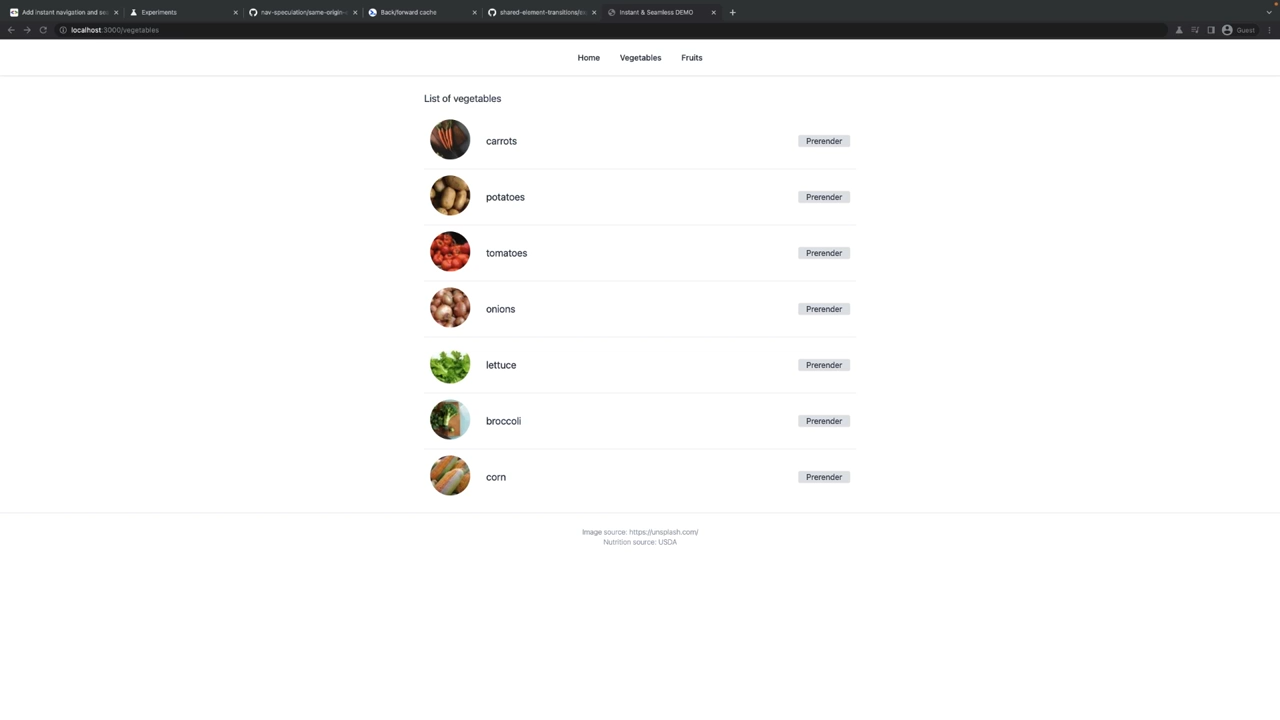 Add instant navigation and se
Experiments
nav-speculation/same-origin-
Back/forward cache
shared-element-transitions/
Instant & Seamless DEMO
localhost:3000/vegetables
Guest
Home Vegetables Fruits
List of vegetables
carrots Prerender
potatoes Prerender
tomatoes Prerender
onions Prerender
lettuce Prerender
broccoli Prerender
corn Prerender
Image source: https://unsplash.com/
Nutrition source: USDA